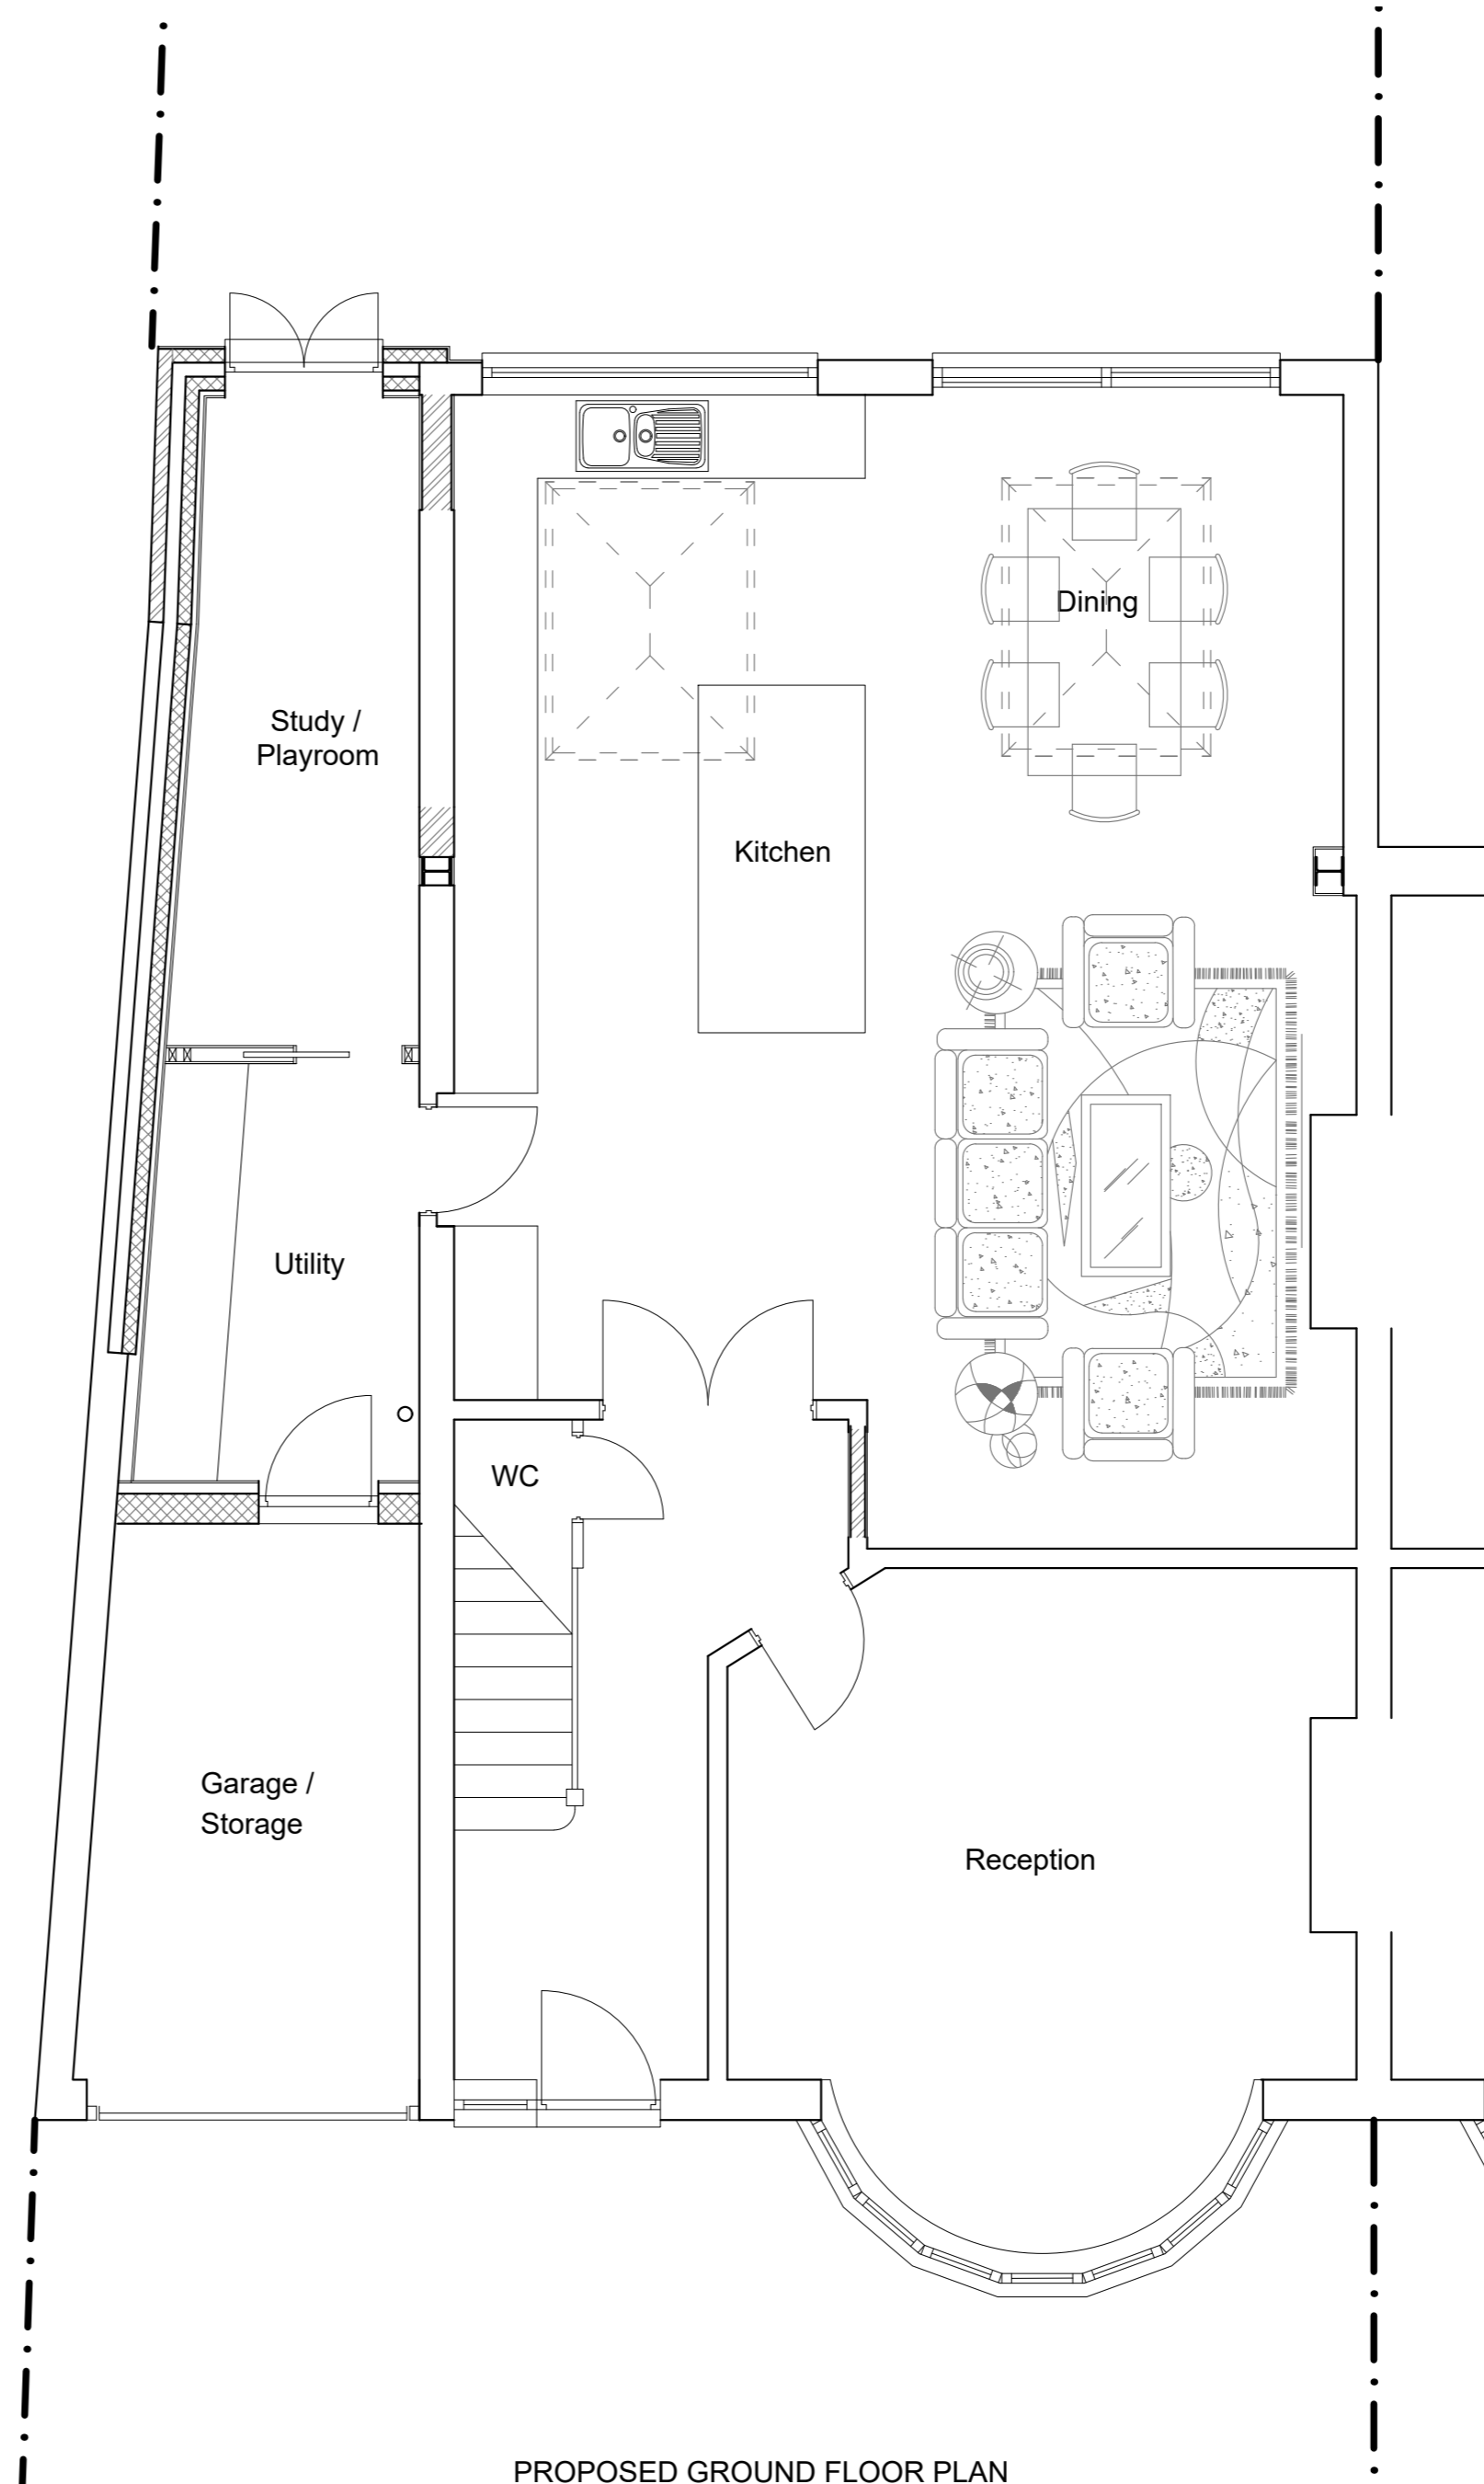 Dining
Study /
Playroom
Kitchen
Utility
WC
Garage /
Storage
Reception
PROPOSED GROUND FLOOR PLAN